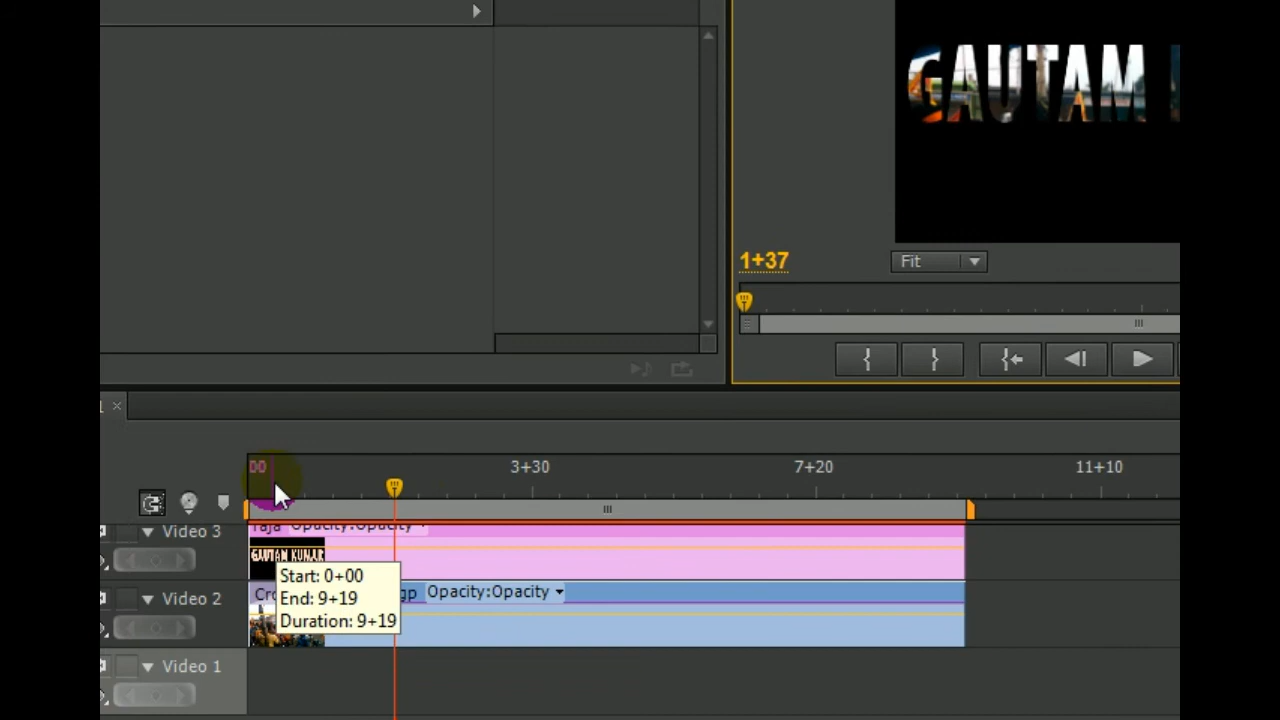 GAUTAM
1+37
Fit
1
00
3+30
7+20
11+10
Video 3
Opacity:Opacity
GAUTAM KUMAR
Start: 0+00
End: 9+19
Duration: 9+19
Video 2
Opacity:Opacity
Video 1